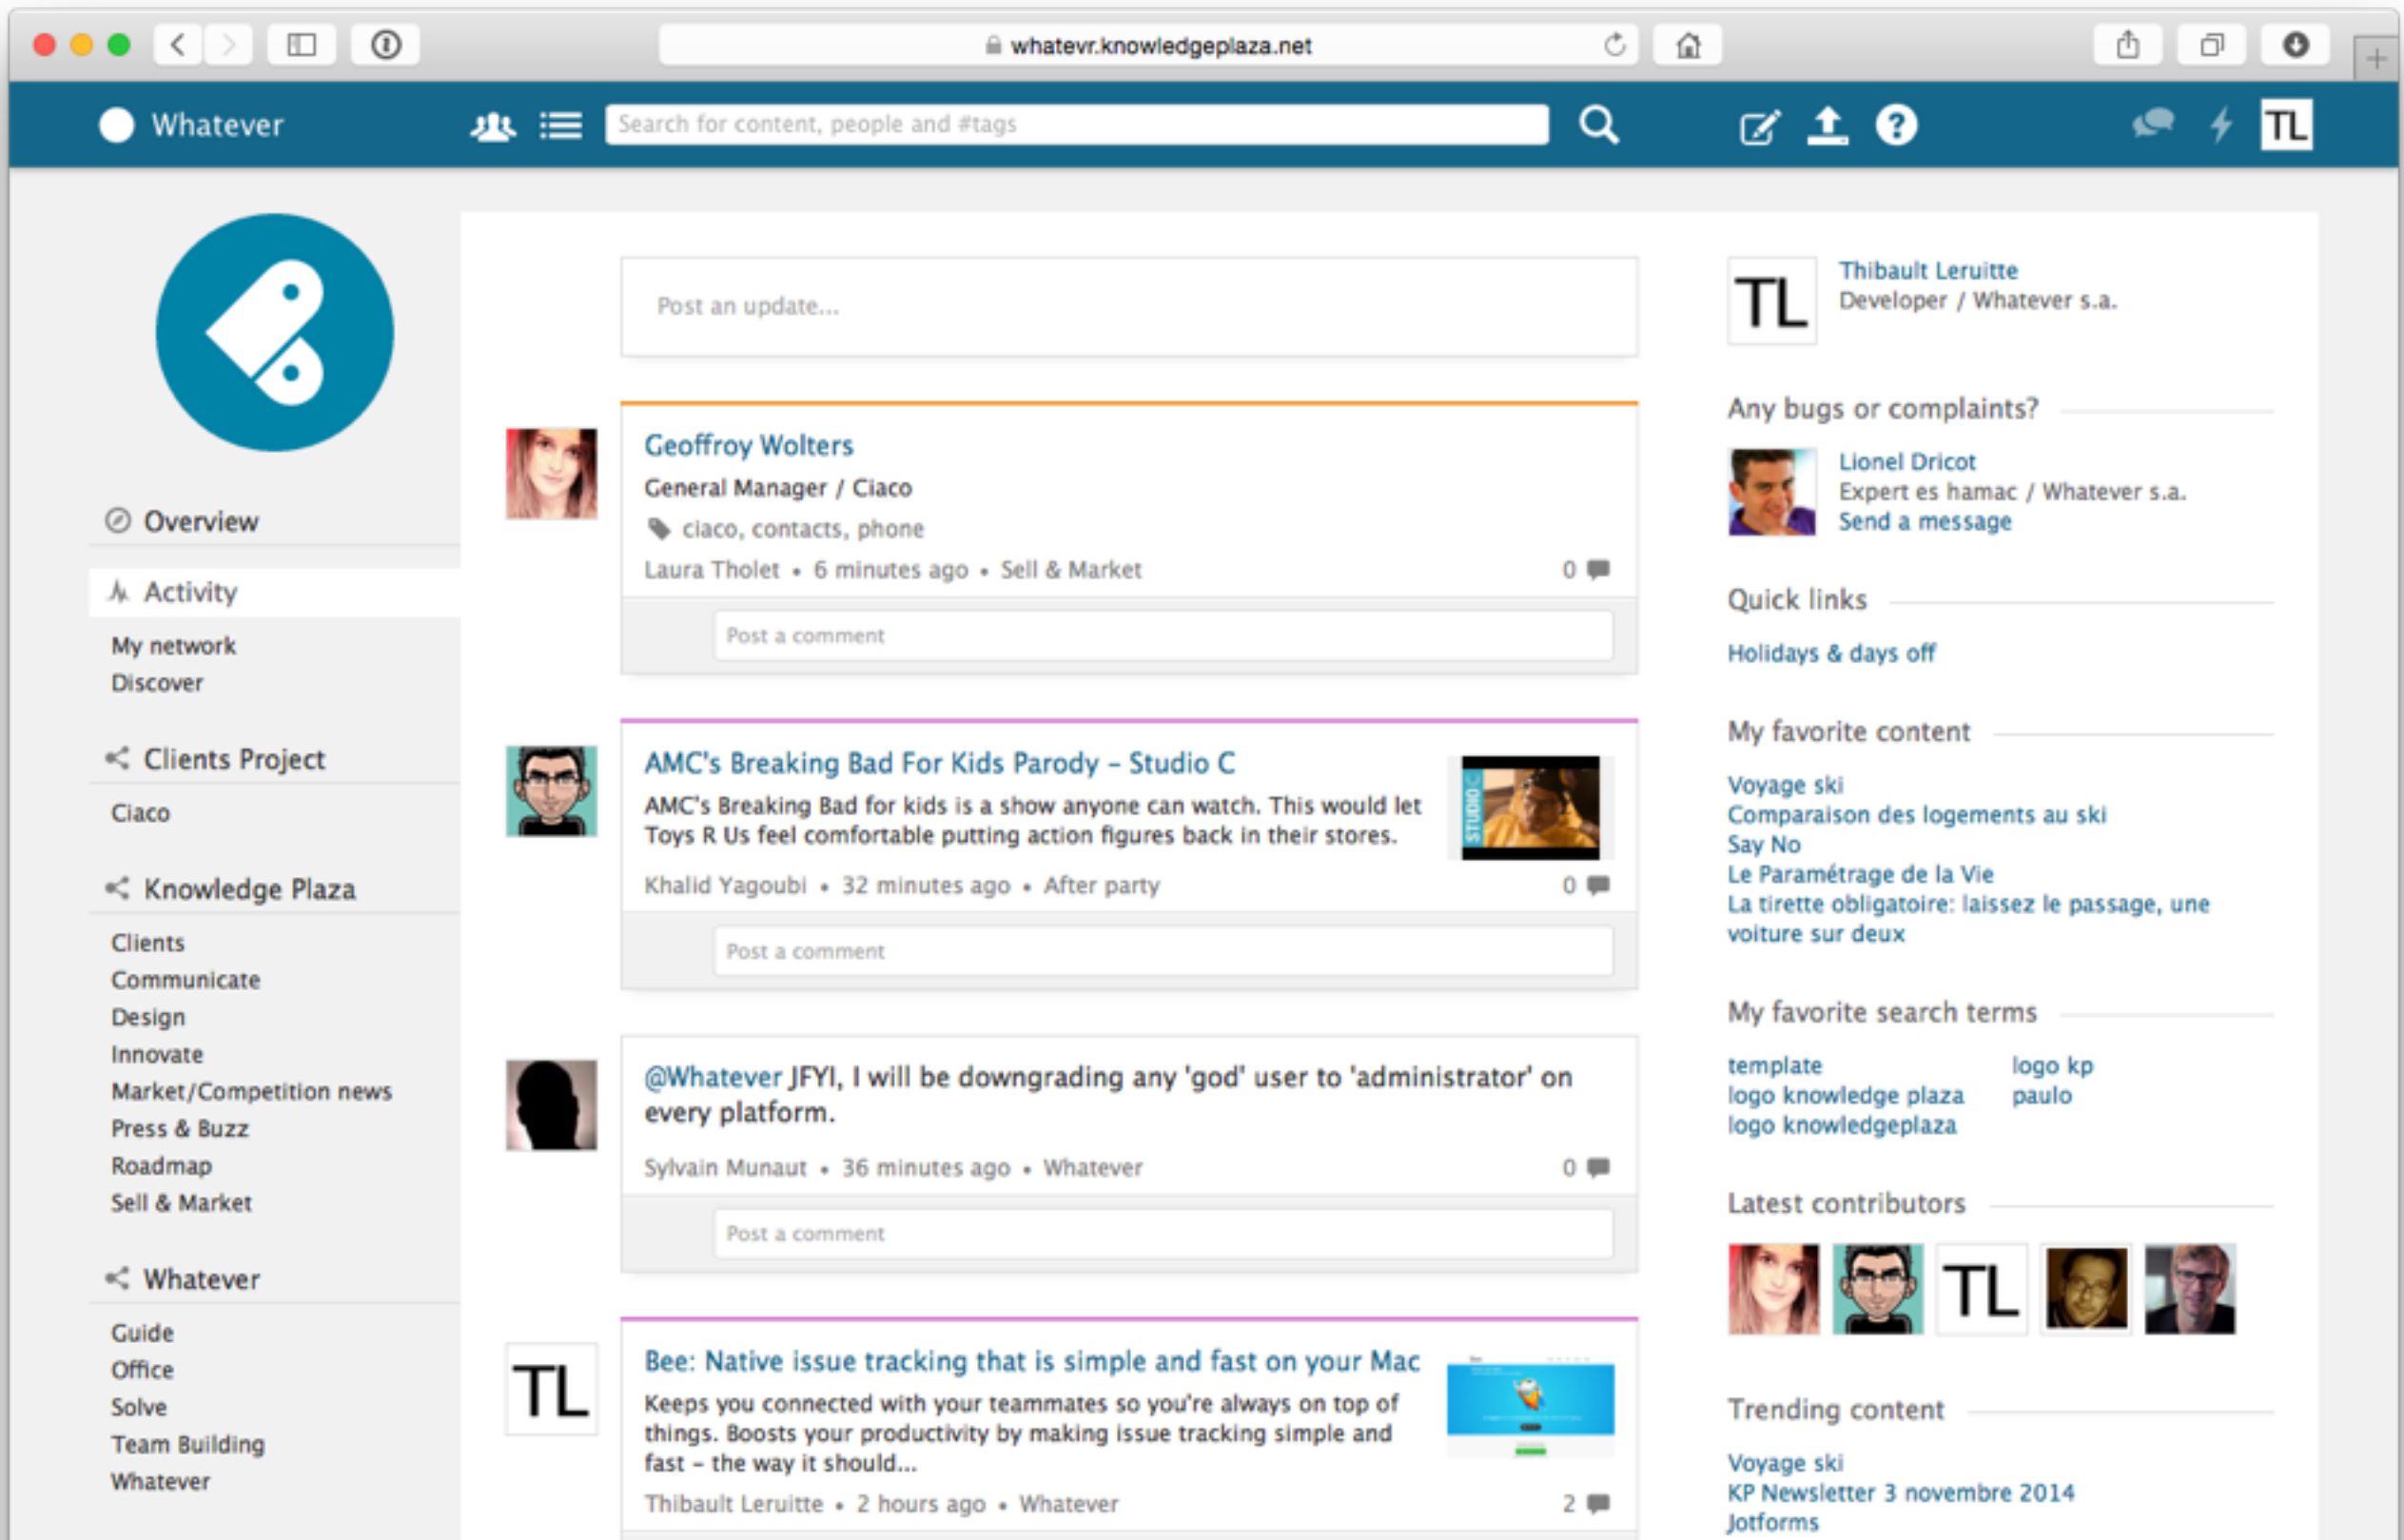 whatevr.knowledgeplaza.net
Whatever
Search for content, people and #tags
TL
Overview
Activity
My network
Discover
Clients Project
Ciaco
Knowledge Plaza
Clients
Communicate
Design
Innovate
Market/Competition news
Press & Buzz
Roadmap
Sell & Market
Whatever
Guide
Office
Solve
Team Building
Whatever
Post an update...
Geoffroy Wolters
General Manager / Ciaco
ciaco, contacts, phone
Laura Tholet • 6 minutes ago • Sell & Market 0
Post a comment
AMC's Breaking Bad For Kids Parody – Studio C
AMC's Breaking Bad for kids is a show anyone can watch. This would let
Toys R Us feel comfortable putting action figures back in their stores.
STUDIO C
Khalid Yagoubi • 32 minutes ago • After party 0
Post a comment
@Whatever JFYI, I will be downgrading any 'god' user to 'administrator' on
every platform.
Sylvain Munaut • 36 minutes ago • Whatever 0
Post a comment
TL
Bee: Native issue tracking that is simple and fast on your Mac
Keeps you connected with your teammates so you're always on top of
things. Boosts your productivity by making issue tracking simple and
fast – the way it should...
Thibault Leruitte • 2 hours ago • Whatever 2
TL
Thibault Leruitte
Developer / Whatever s.a.
Any bugs or complaints?
Lionel Dricot
Expert es hamac / Whatever s.a.
Send a message
Quick links
Holidays & days off
My favorite content
Voyage ski
Comparaison des logements au ski
Say No
Le Paramétrage de la Vie
La tirette obligatoire: laissez le passage, une
voiture sur deux
My favorite search terms
template
logo knowledge plaza
logo knowledgeplaza
logo kp
paulo
Latest contributors
TL
Trending content
Voyage ski
KP Newsletter 3 novembre 2014
Jotforms